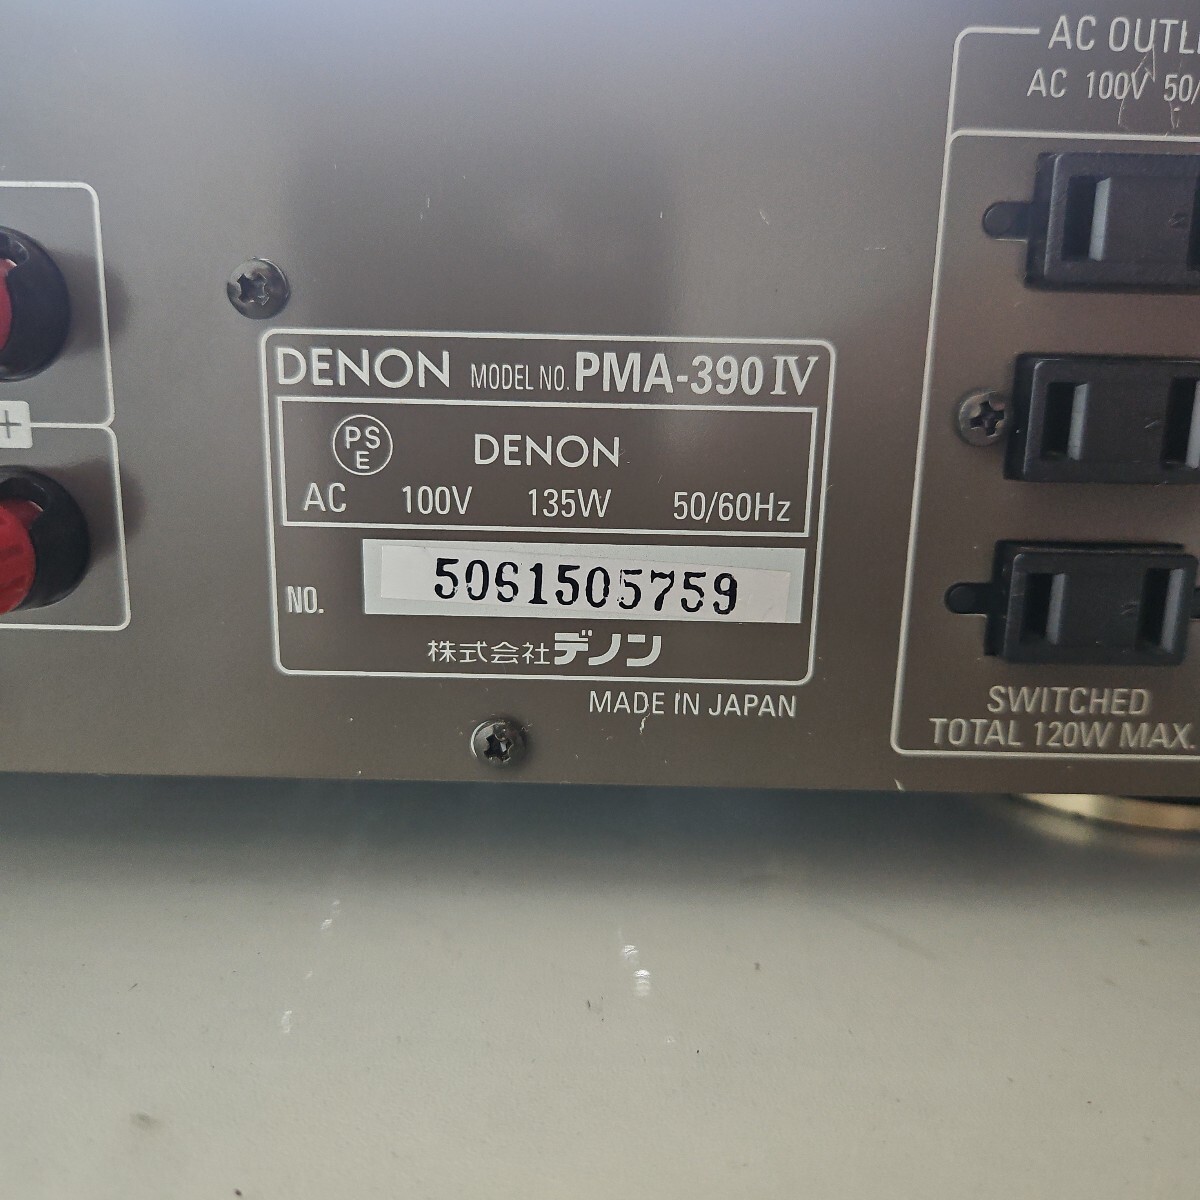 AC OUTL
AC 100V 50/
DENON MODEL NO. PMA-390 IV
PS E DENON
AC 100V 135W 50/60Hz
NO. 5061505759
株式会社デノン
MADE IN JAPAN
+
SWITCHED
TOTAL 120W MAX.